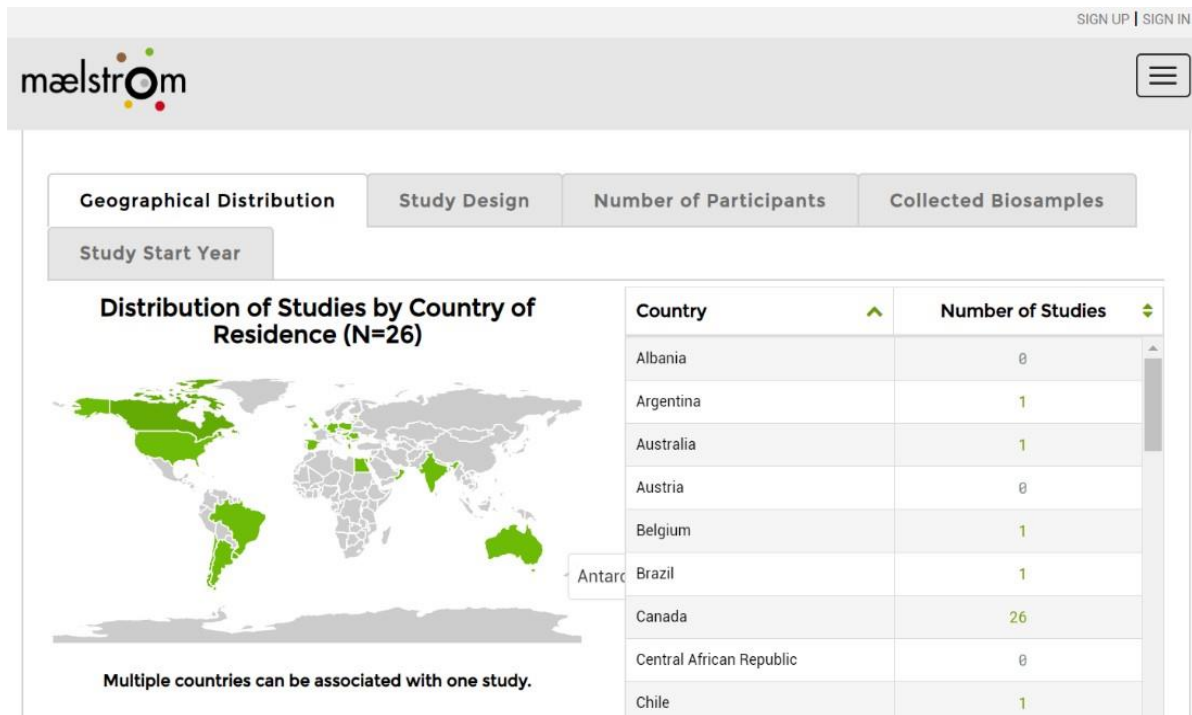 SIGN UP | SIGN IN
mælstrom
Geographical Distribution
Study Design
Number of Participants
Collected Biosamples
Study Start Year
Distribution of Studies by Country of
Residence (N=26)
Multiple countries can be associated with one study.
Antarc
Country Number of Studies
Albania 0
Argentina 1
Australia 1
Austria 0
Belgium 1
Brazil 1
Canada 26
Central African Republic 0
Chile 1